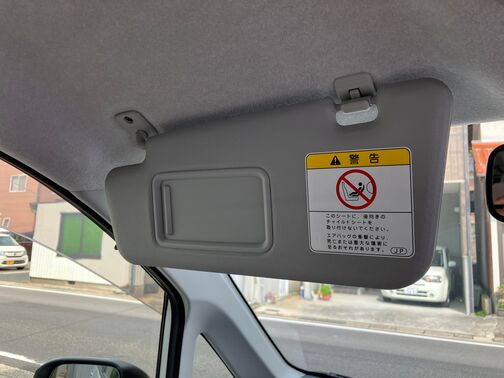 警告
このシートに、後向きの
チャイルドシートを
取り付けないでください。
エアバッグの衝撃により、
死亡または重大な傷害に
至るおそれがあります。
JP